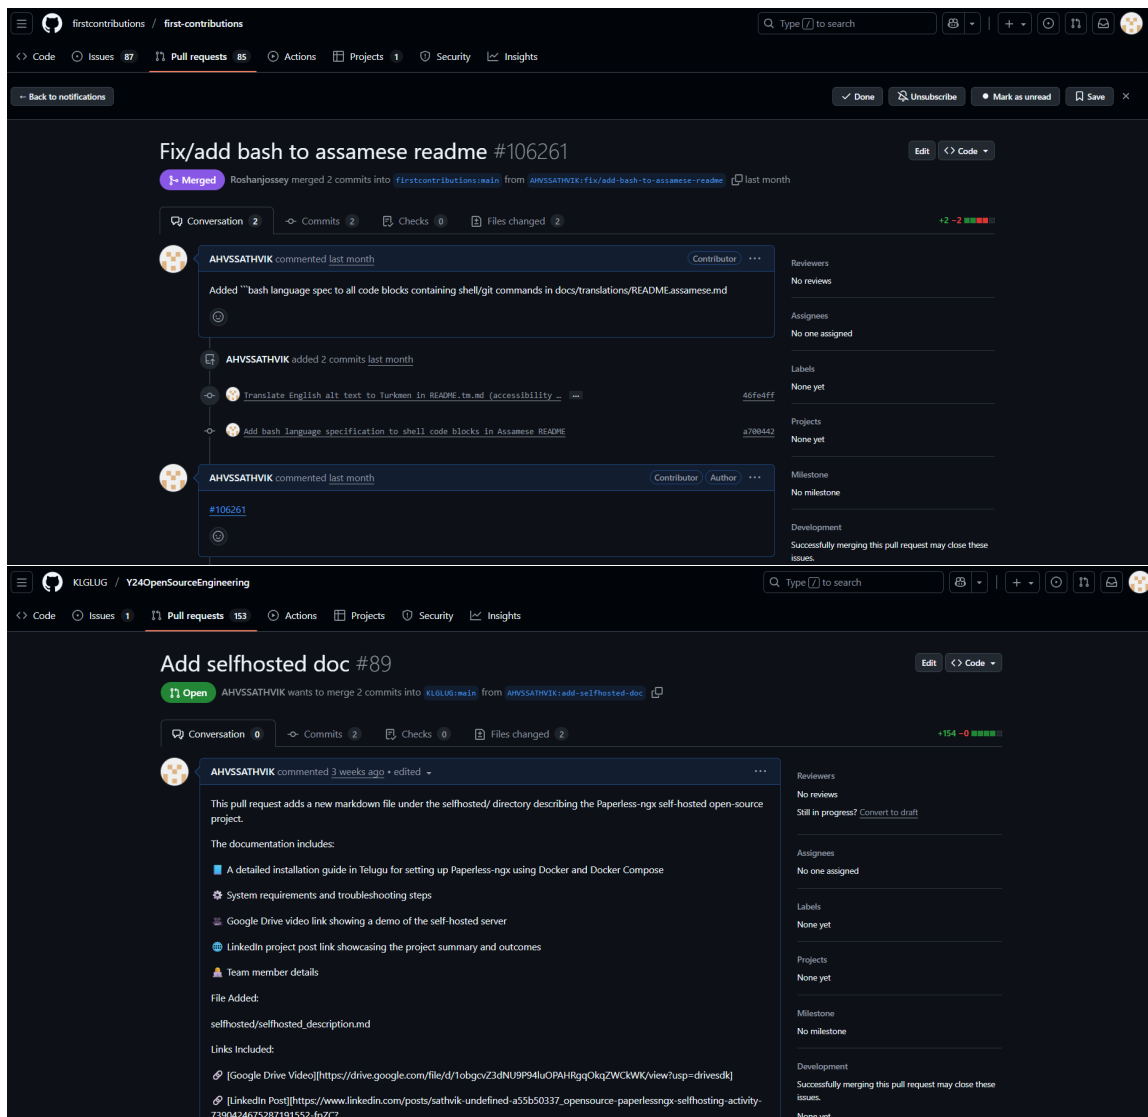 firstcontributions / first-contributions
Type / to search
Code Issues 87 Pull requests 85 Actions Projects 1 Security Insights
← Back to notifications
Done Unsubscribe Mark as unread Save
Fix/add bash to assamese readme #106261
Edit <> Code
Merged Roshanjossey merged 2 commits into firstcontributions:main from AHVSSATHVIK:fix/add-bash-to-assamese-readme last month
Conversation 2 Commits 2 Checks 0 Files changed 2
+2 −2
AHVSSATHVIK commented last month
Contributor
Added ```bash language spec to all code blocks containing shell/git commands in docs/translations/README.assamese.md
AHVSSATHVIK added 2 commits last month
Translate English alt text to Turkmen in README.tm.md (accessibility …
46fe4ff
Add bash language specification to shell code blocks in Assamese README
a700442
AHVSSATHVIK commented last month
Contributor Author
#106261
Reviewers
No reviews
Assignees
No one assigned
Labels
None yet
Projects
None yet
Milestone
No milestone
Development
Successfully merging this pull request may close these
issues.
KLGLUG / Y24OpenSourceEngineering
Type / to search
Code Issues 1 Pull requests 153 Actions Projects Security Insights
Add selfhosted doc #89
Edit <> Code
Open AHVSSATHVIK wants to merge 2 commits into KLGLUG:main from AHVSSATHVIK:add-selfhosted-doc
Conversation 0 Commits 2 Checks 0 Files changed 2
+154 −0
AHVSSATHVIK commented 3 weeks ago • edited
This pull request adds a new markdown file under the selfhosted/ directory describing the Paperless-ngx self-hosted open-source
project.
The documentation includes:
A detailed installation guide in Telugu for setting up Paperless-ngx using Docker and Docker Compose
System requirements and troubleshooting steps
Google Drive video link showing a demo of the self-hosted server
LinkedIn project post link showcasing the project summary and outcomes
Team member details
File Added:
selfhosted/selfhosted_description.md
Links Included:
[Google Drive Video][https://drive.google.com/file/d/1obgcvZ3dNU9P94luOPAHRgqOkqZWCkWK/view?usp=drivesdk]
[LinkedIn Post][https://www.linkedin.com/posts/sathvik-undefined-a55b50337_opensource-paperlessngx-selfhosting-activity-
Reviewers
No reviews
Still in progress? Convert to draft
Assignees
No one assigned
Labels
None yet
Projects
None yet
Milestone
No milestone
Development
Successfully merging this pull request may close these
issues.